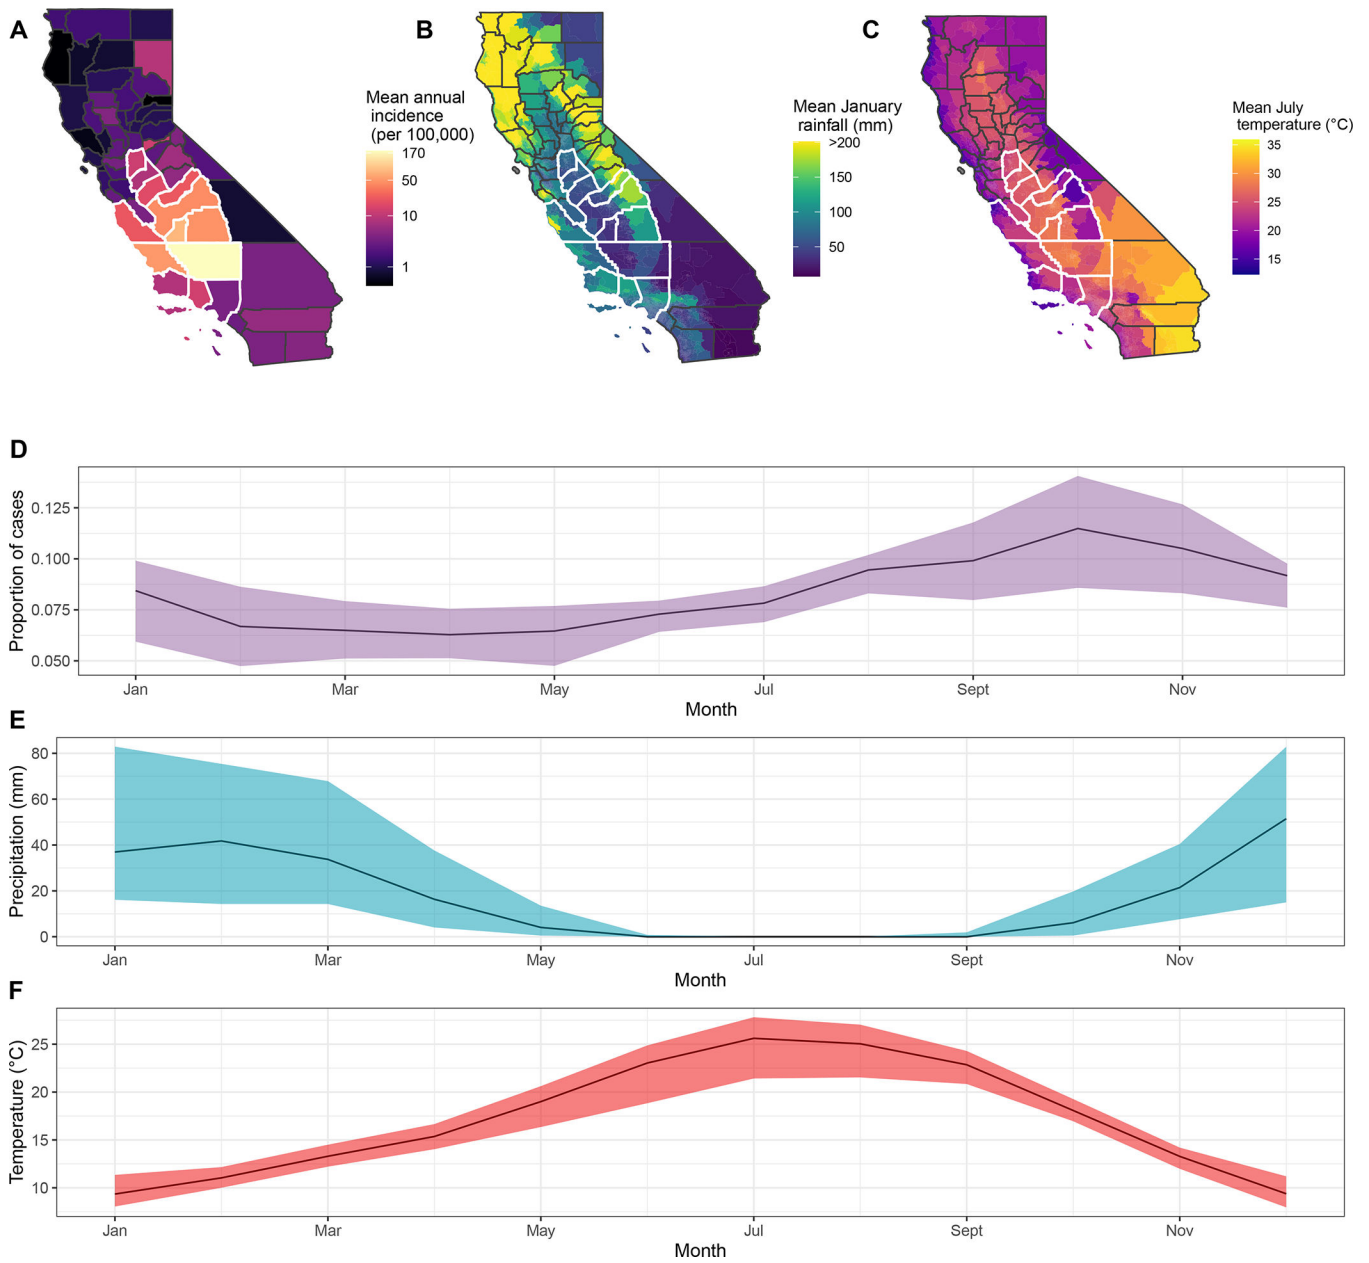 A
B
C
Mean annual
incidence
(per 100,000)
170
50
10
1
Mean January
rainfall (mm)
>200
150
100
50
Mean July
temperature (°C)
35
30
25
20
15
D
Proportion of cases
0.125
0.100
0.075
0.050
Jan
Mar
May
Jul
Sept
Nov
Month
E
Precipitation (mm)
80
60
40
20
0
Jan
Mar
May
Jul
Sept
Nov
Month
F
Temperature (°C)
25
20
15
10
Jan
Mar
May
Jul
Sept
Nov
Month